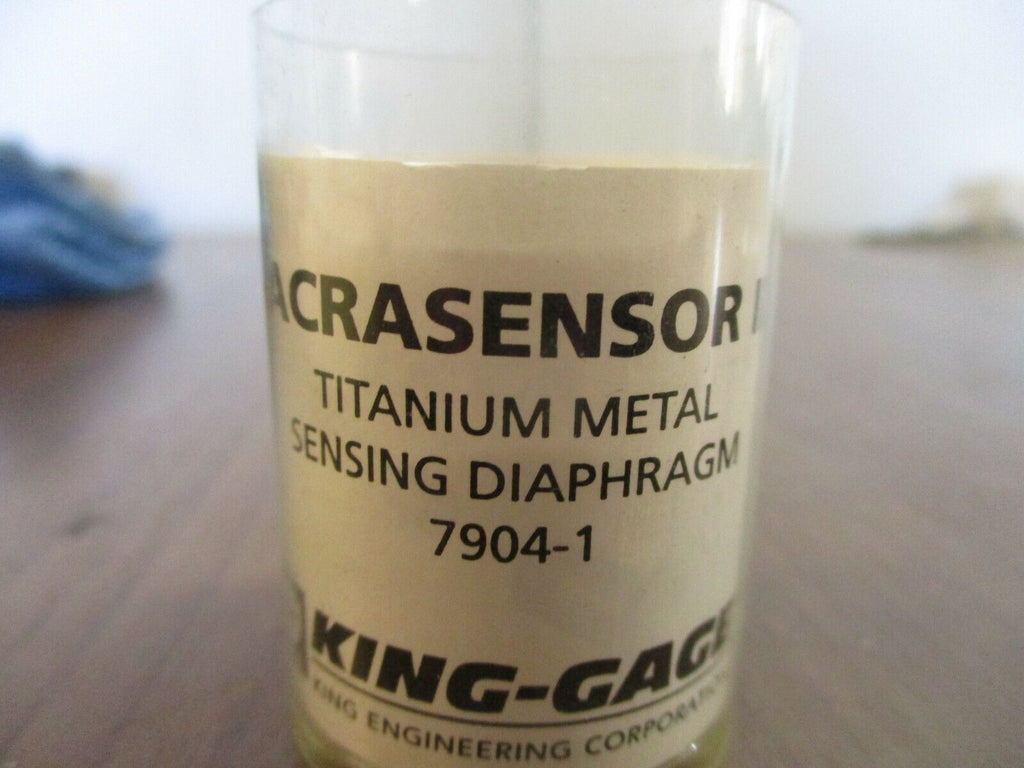 ACRASENSOR
TITANIUM METAL
SENSING DIAPHRAGM
7904-1
KING-GAGE
KING ENGINEERING CORPORATION